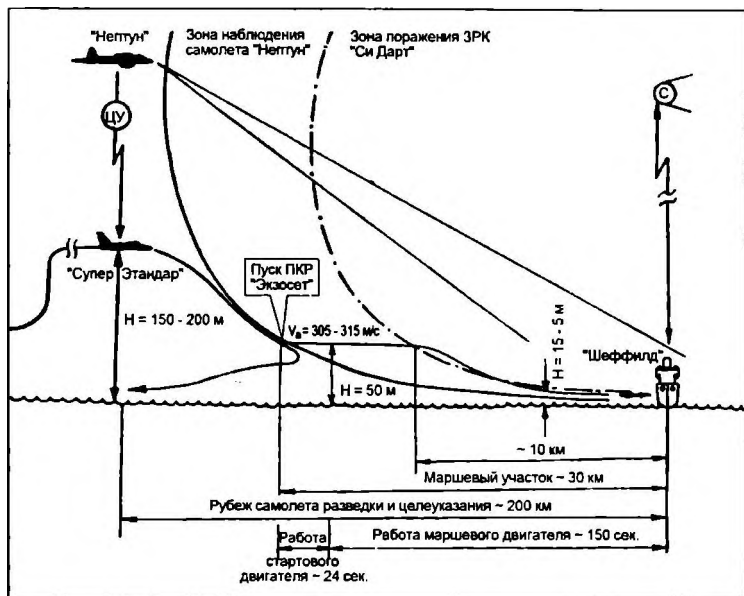 "Нептун"
Зона наблюдения
самолета "Нептун"
Зона поражения ЗРК
"Си Дарт"
С
ЦУ
"Супер Этандар"
Пуск ПКР
"Экзосет"
H = 150 - 200 м
Vа = 305 - 315 м/с
H = 50 м
H = 15 - 5 м
"Шеффилд"
~ 10 км
Маршевый участок ~ 30 км
Рубеж самолета разведки и целеуказания ~ 200 км
Работа
стартового
двигателя ~ 24 сек.
Работа маршевого двигателя ~ 150 сек.